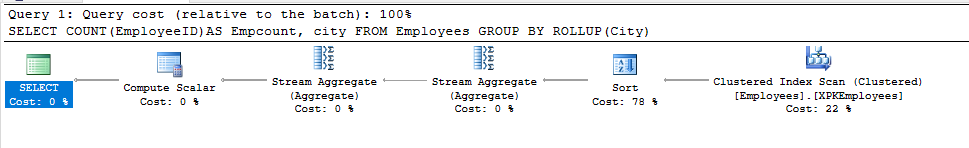 Query 1: Query cost (relative to the batch): 100%
SELECT COUNT(EmployeeID)AS Empcount, city FROM Employees GROUP BY ROLLUP(City)
SELECT
Cost: 0 %
Compute Scalar
Cost: 0 %
Stream Aggregate
(Aggregate)
Cost: 0 %
Stream Aggregate
(Aggregate)
Cost: 0 %
Sort
Cost: 78 %
Clustered Index Scan (Clustered)
[Employees].[XPKEmployees]
Cost: 22 %